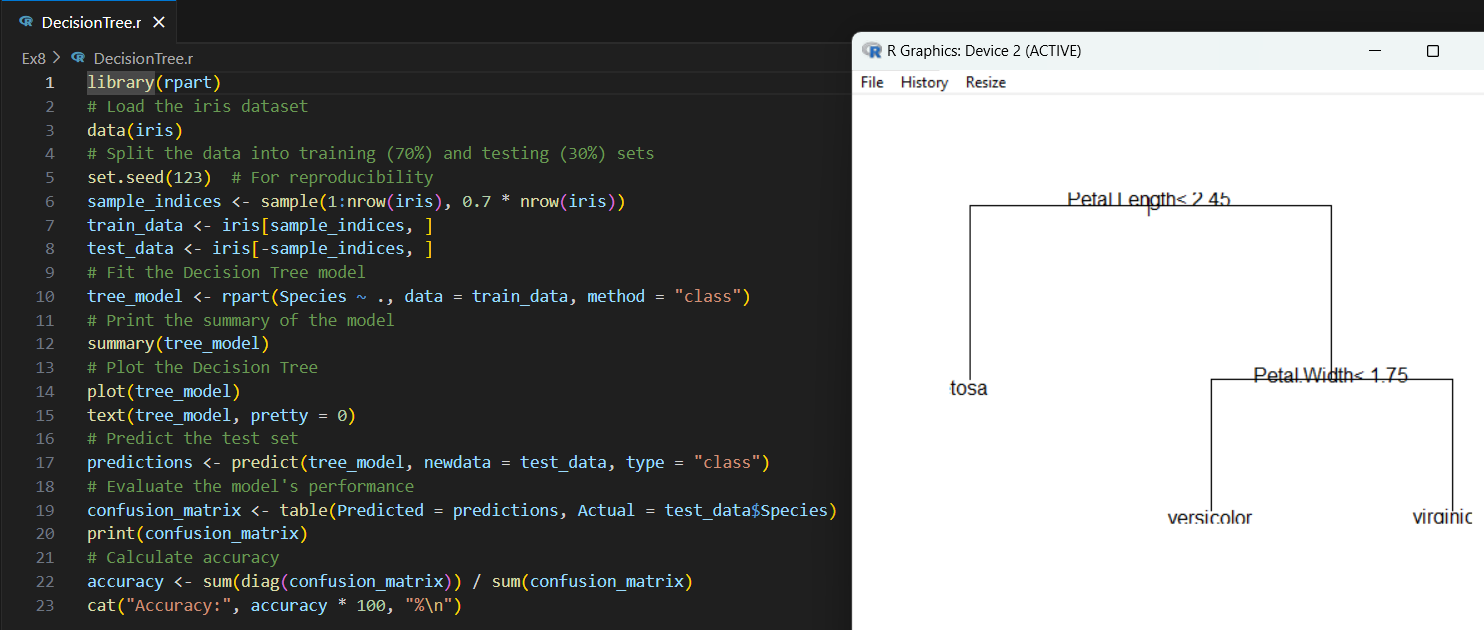 DecisionTree.r
Ex8 > DecisionTree.r
1 library(rpart)
2 # Load the iris dataset
3 data(iris)
4 # Split the data into training (70%) and testing (30%) sets
5 set.seed(123)  # For reproducibility
6 sample_indices <- sample(1:nrow(iris), 0.7 * nrow(iris))
7 train_data <- iris[sample_indices, ]
8 test_data <- iris[-sample_indices, ]
9 # Fit the Decision Tree model
10 tree_model <- rpart(Species ~ ., data = train_data, method = "class")
11 # Print the summary of the model
12 summary(tree_model)
13 # Plot the Decision Tree
14 plot(tree_model)
15 text(tree_model, pretty = 0)
16 # Predict the test set
17 predictions <- predict(tree_model, newdata = test_data, type = "class")
18 # Evaluate the model's performance
19 confusion_matrix <- table(Predicted = predictions, Actual = test_data$Species)
20 print(confusion_matrix)
21 # Calculate accuracy
22 accuracy <- sum(diag(confusion_matrix)) / sum(confusion_matrix)
23 cat("Accuracy:", accuracy * 100, "%\n")
R Graphics: Device 2 (ACTIVE)
File History Resize
Petal.Length< 2.45
Petal.Width< 1.75
tosa
versicolor virginic